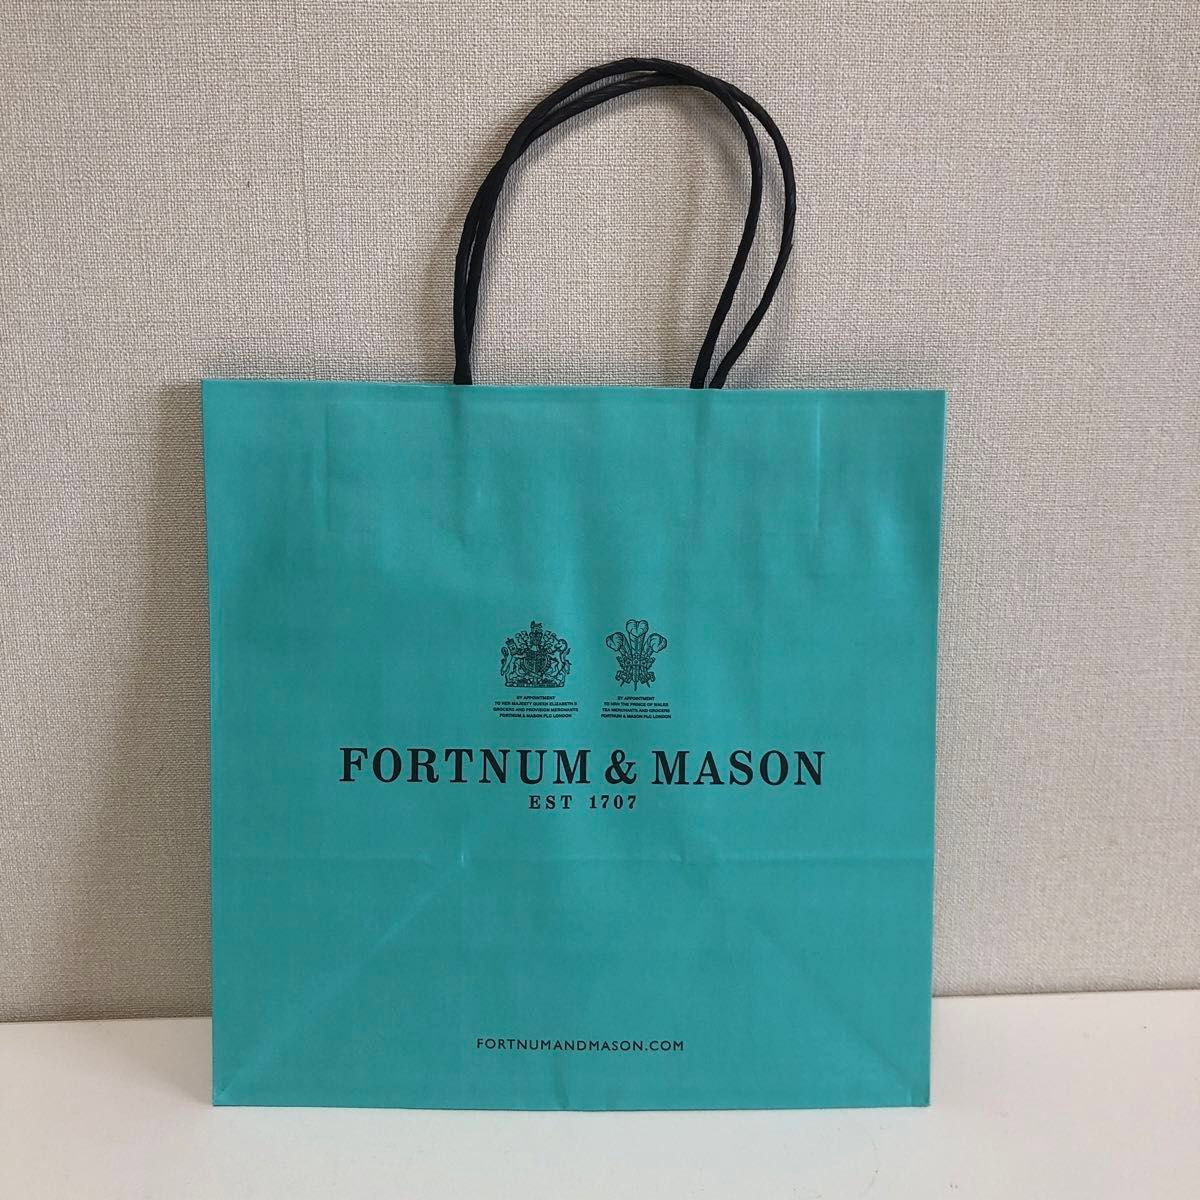 BY APPOINTMENT
TO HER MAJESTY QUEEN ELIZABETH II
GROCERS AND PROVISION MERCHANTS
FORTNUM & MASON PLC LONDON
BY APPOINTMENT
TO HRH THE PRINCE OF WALES
TEA MERCHANTS AND GROCERS
FORTNUM & MASON PLC LONDON
FORTNUM & MASON
EST 1707
FORTNUMANDMASON.COM